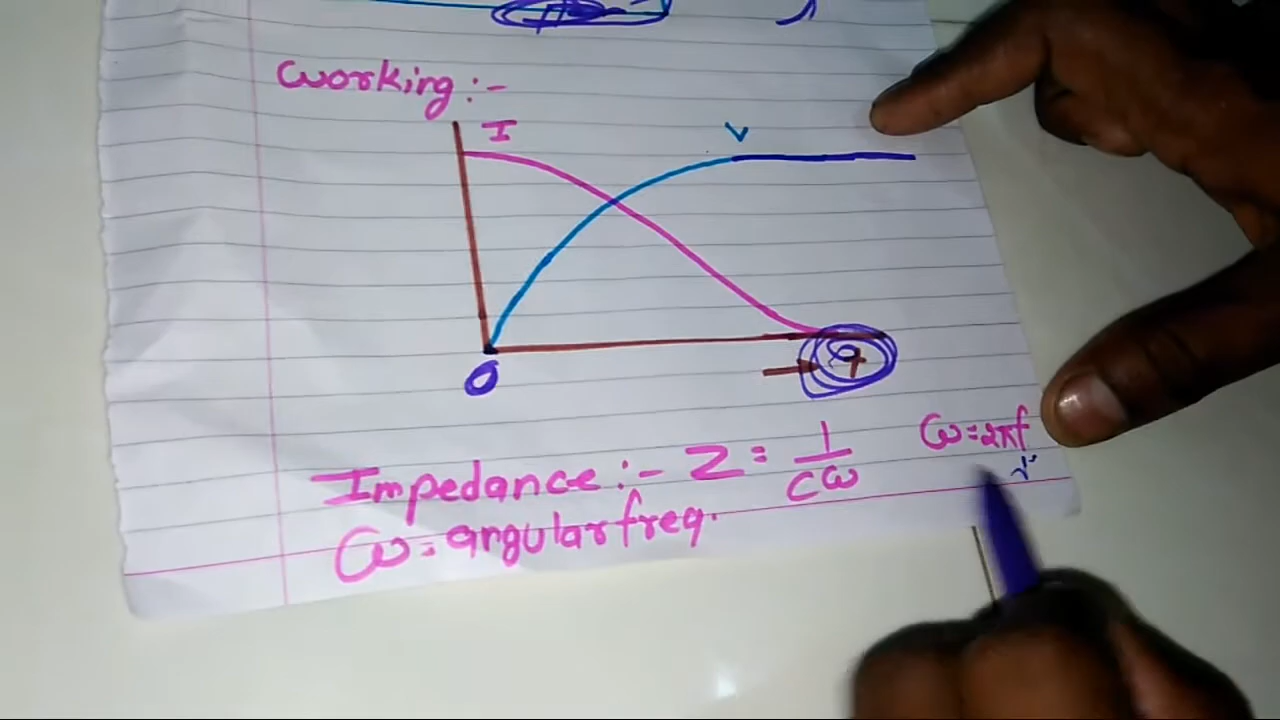 Working :-
I
V
0
Impedance :- Z = 1/cω
ω = 2πf
ω = angular freq.